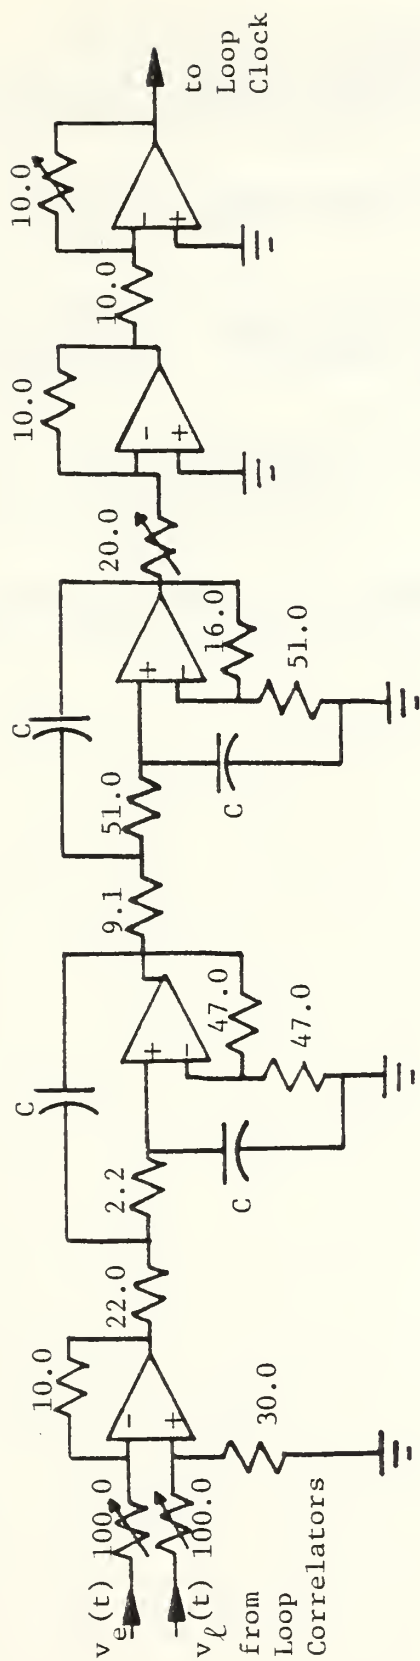 v_e(t) 100.0
v_ℓ(t) 100.0
from
Loop
Correlators
10.0
-
+
30.0
22.0
2.2
C
C
+
-
47.0
47.0
9.1
51.0
C
C
+
-
16.0
51.0
20.0
10.0
-
+
10.0
10.0
-
+
to
Loop
Clock